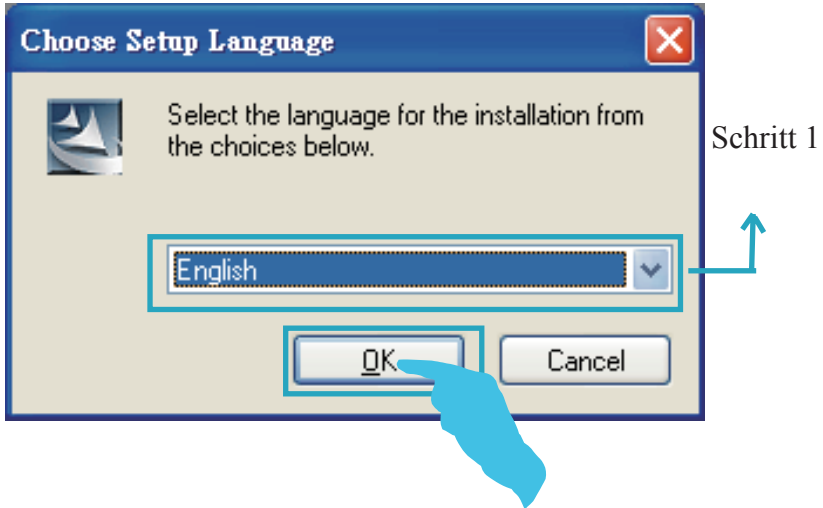 Choose Setup Language
Select the language for the installation from
the choices below.
Schritt 1
English
OK
Cancel